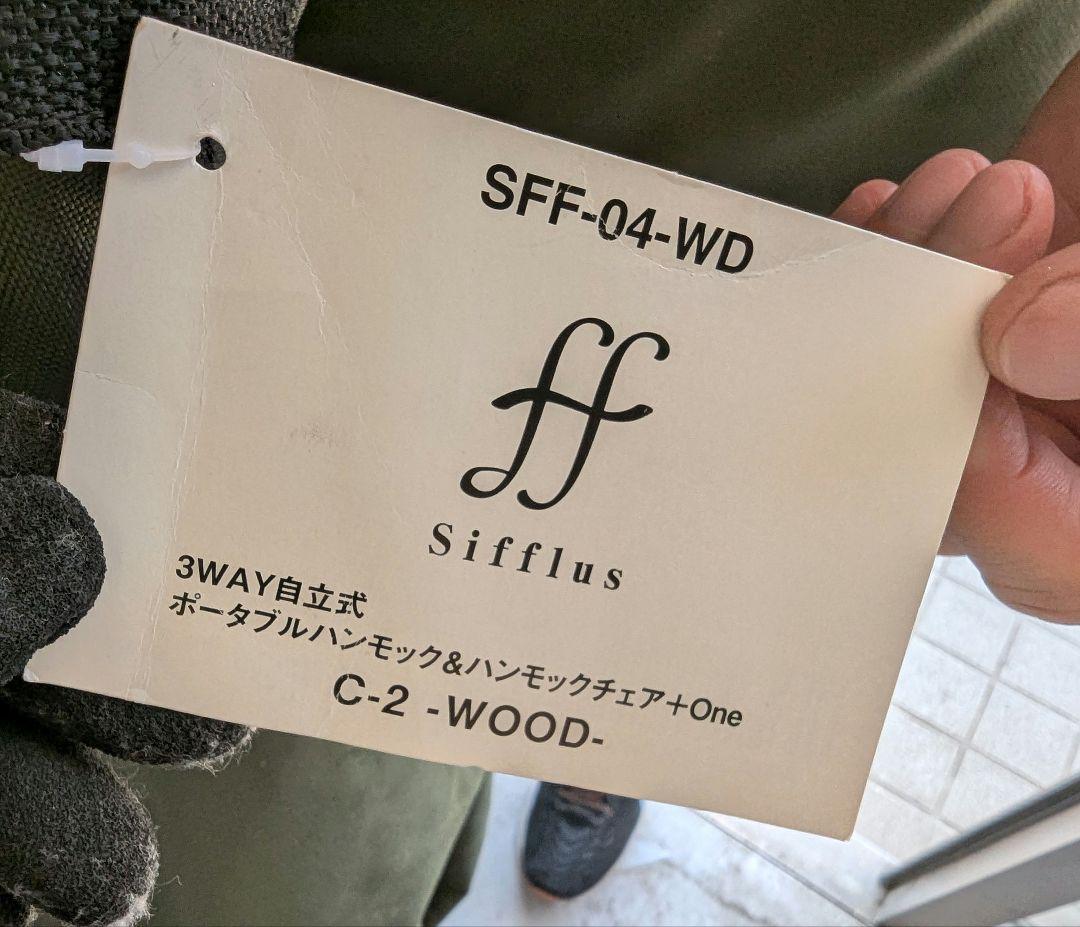 SFF-04-WD
ff
Sifflus
3WAY自立式
ポータブルハンモック&ハンモックチェア+One
C-2 -WOOD-